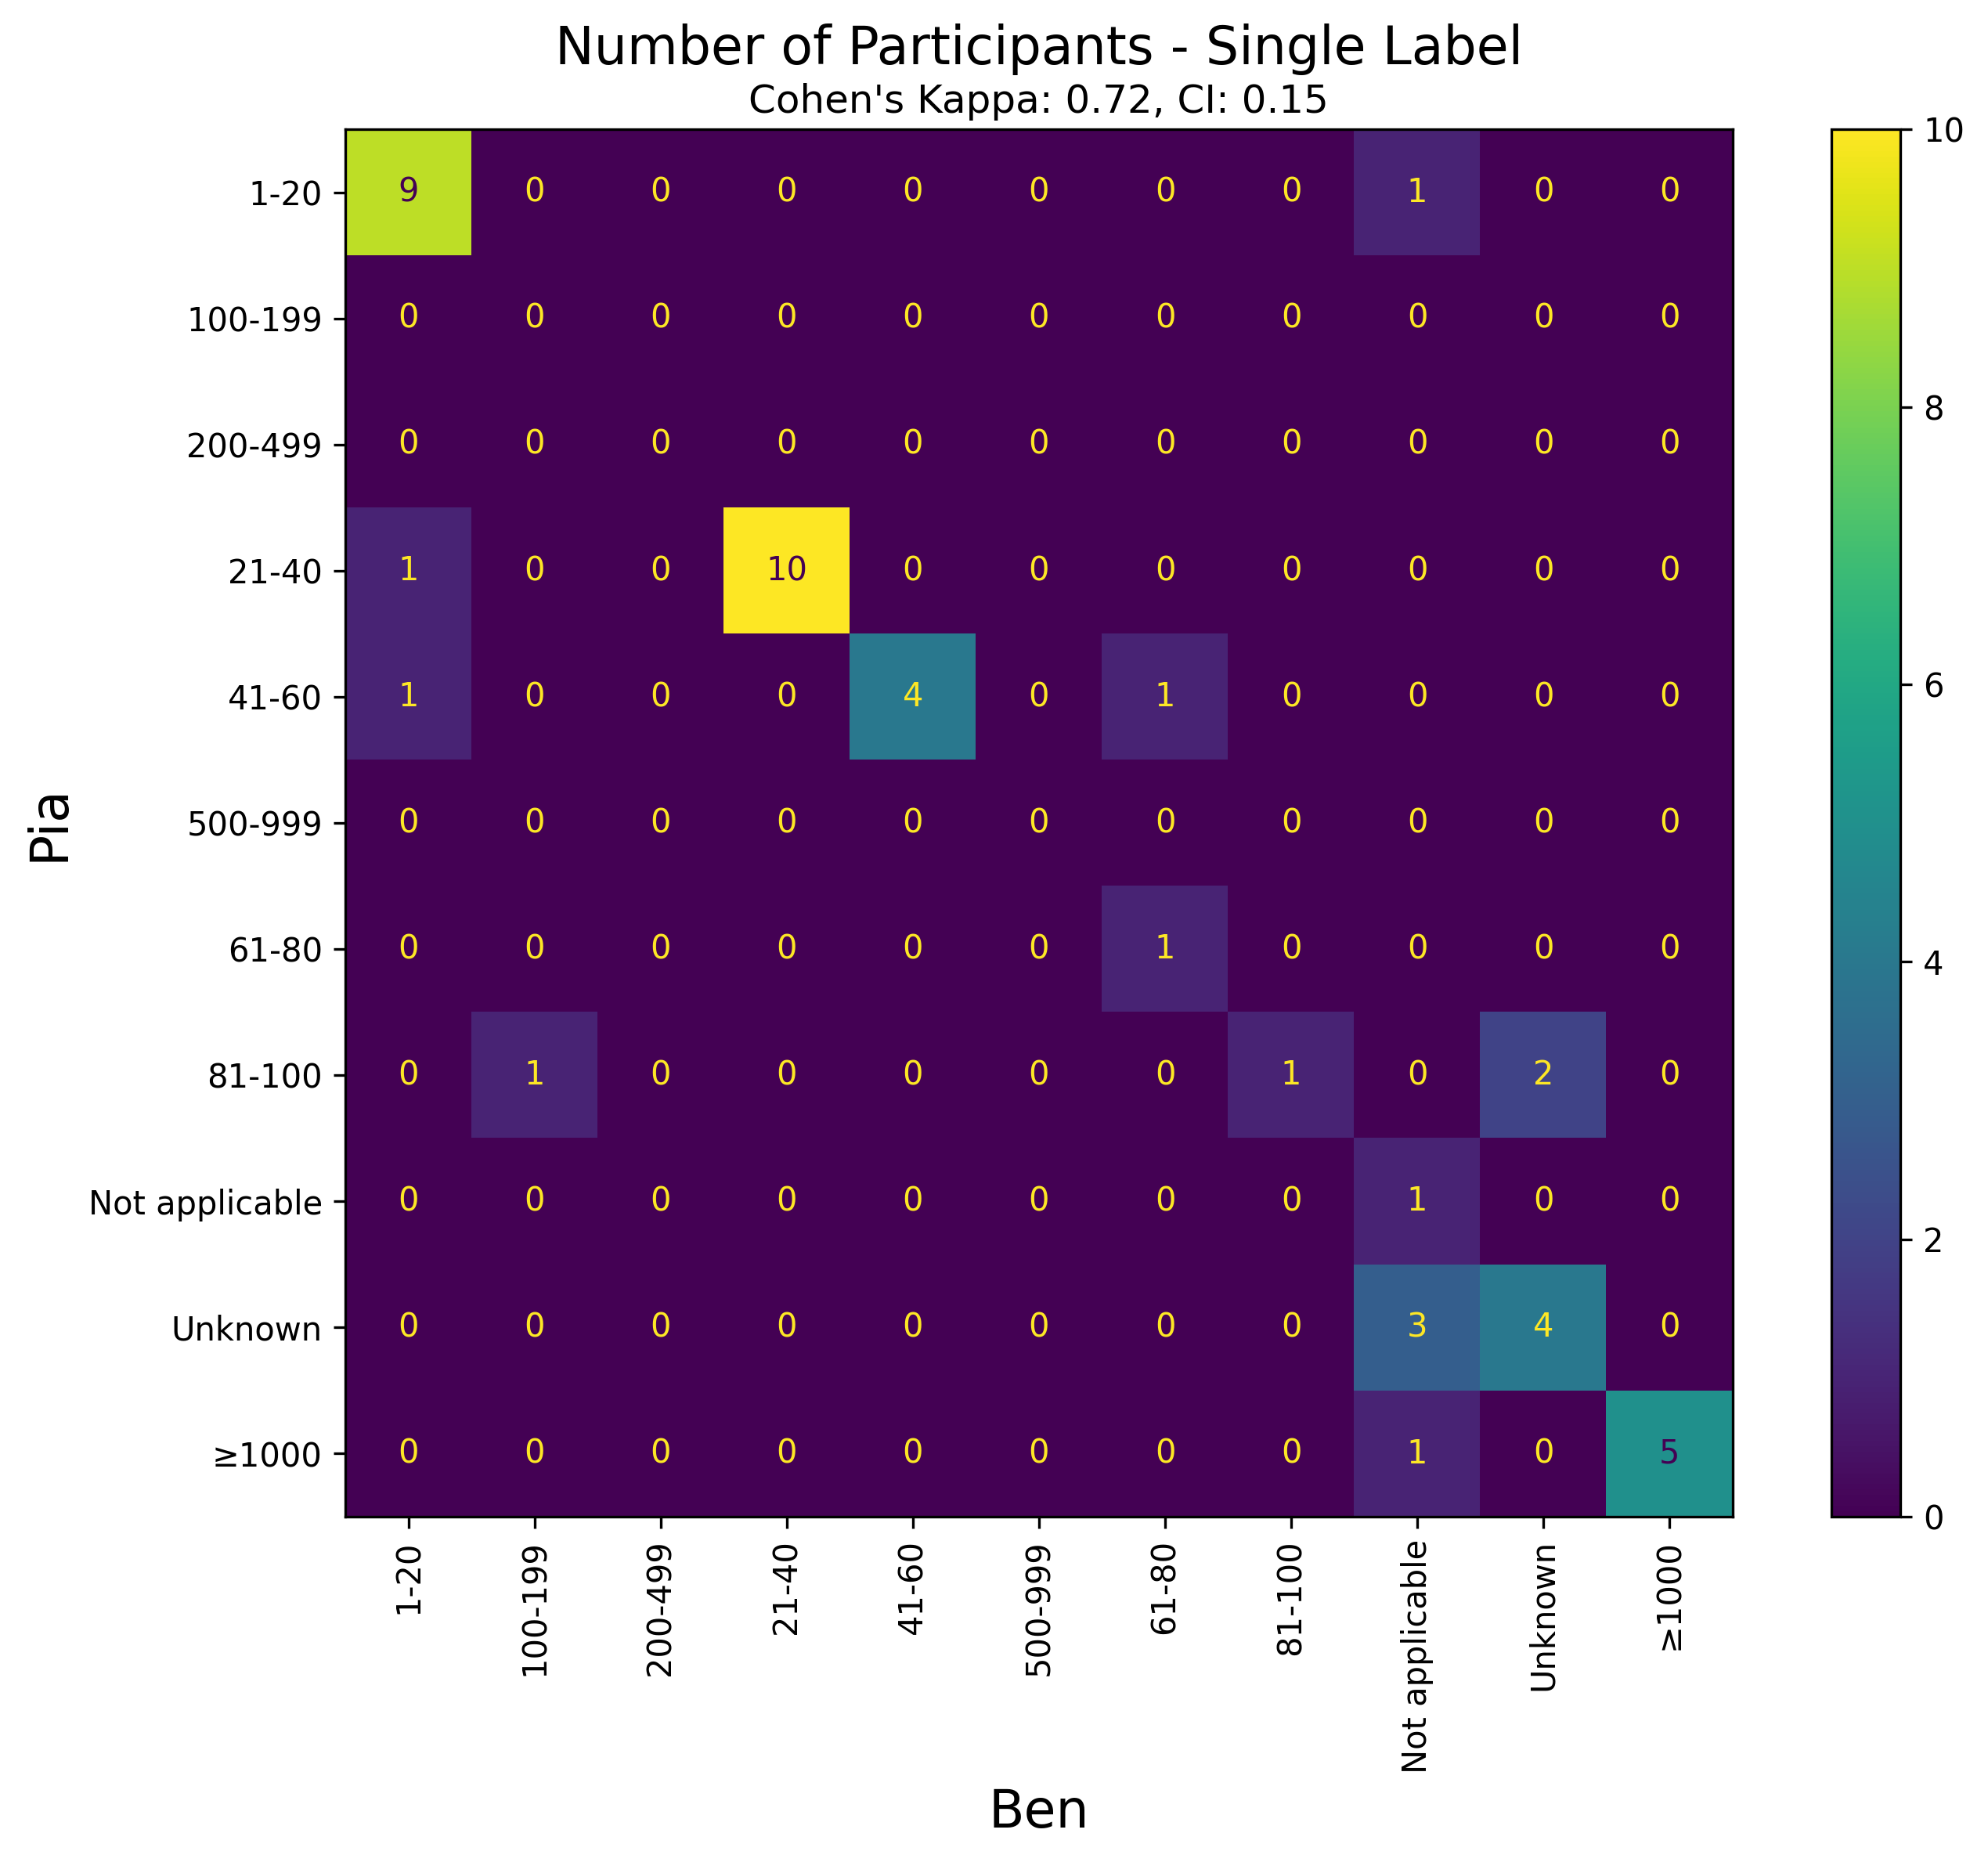 Number of Participants - Single Label
Cohen's Kappa: 0.72, CI: 0.15
1-20 9 0 0 0 0 0 0 0 1 0 0
100-199 0 0 0 0 0 0 0 0 0 0 0
200-499 0 0 0 0 0 0 0 0 0 0 0
21-40 1 0 0 10 0 0 0 0 0 0 0
41-60 1 0 0 0 4 0 1 0 0 0 0
500-999 0 0 0 0 0 0 0 0 0 0 0
61-80 0 0 0 0 0 0 1 0 0 0 0
81-100 0 1 0 0 0 0 0 1 0 2 0
Not applicable 0 0 0 0 0 0 0 0 1 0 0
Unknown 0 0 0 0 0 0 0 0 3 4 0
≥1000 0 0 0 0 0 0 0 0 1 0 5
1-20 100-199 200-499 21-40 41-60 500-999 61-80 81-100 Not applicable Unknown ≥1000
Pia
Ben
10
8
6
4
2
0